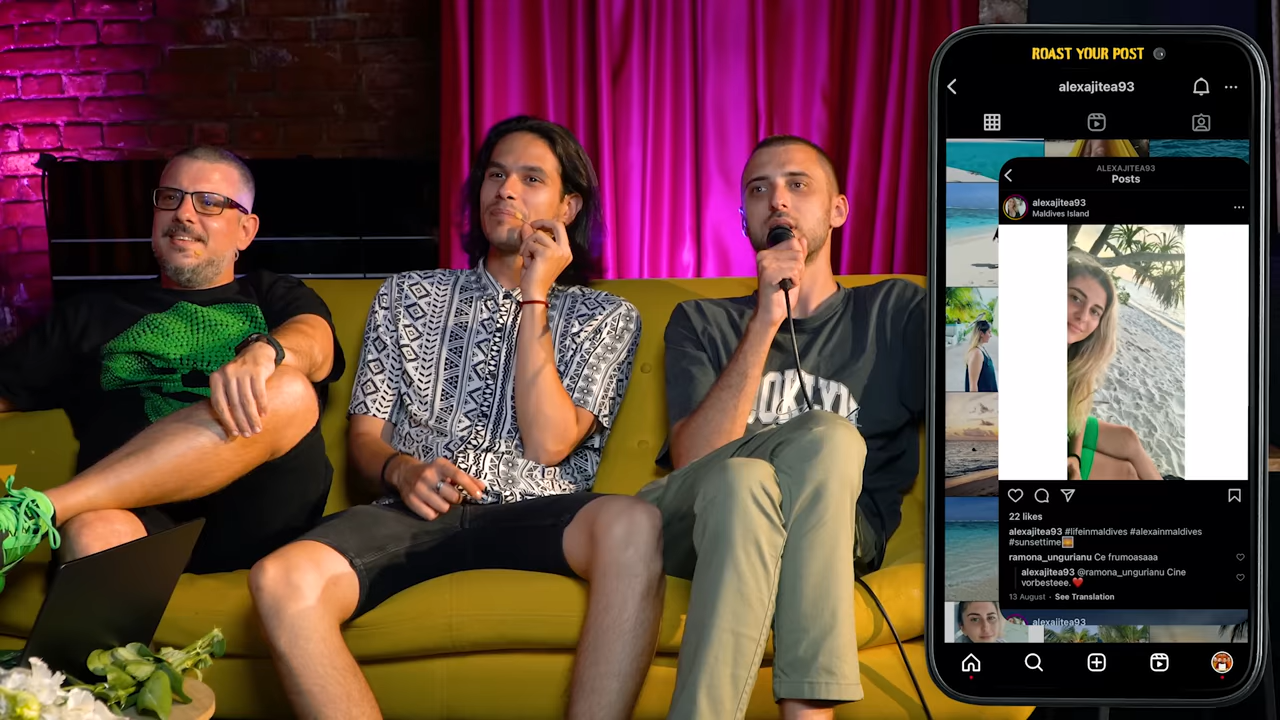 ROAST YOUR POST
alexajitea93
ALEXAJITEA93
Posts
alexajitea93
Maldives Island
22 likes
alexajitea93 #lifeinmaldives #alexainmaldives
#sunsettime🌅
ramona_ungurianu Ce frumoasaaa
alexajitea93 @ramona_ungurianu Cine
vorbesteee.❤️
13 August · See Translation
alexajitea93